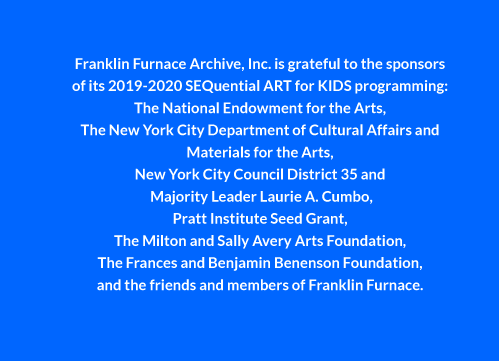 Franklin Furnace Archive, Inc. is grateful to the sponsors
of its 2019-2020 SEQuential ART for KIDS programming:
The National Endowment for the Arts,
The New York City Department of Cultural Affairs and
Materials for the Arts,
New York City Council District 35 and
Majority Leader Laurie A. Cumbo,
Pratt Institute Seed Grant,
The Milton and Sally Avery Arts Foundation,
The Frances and Benjamin Benenson Foundation,
and the friends and members of Franklin Furnace.